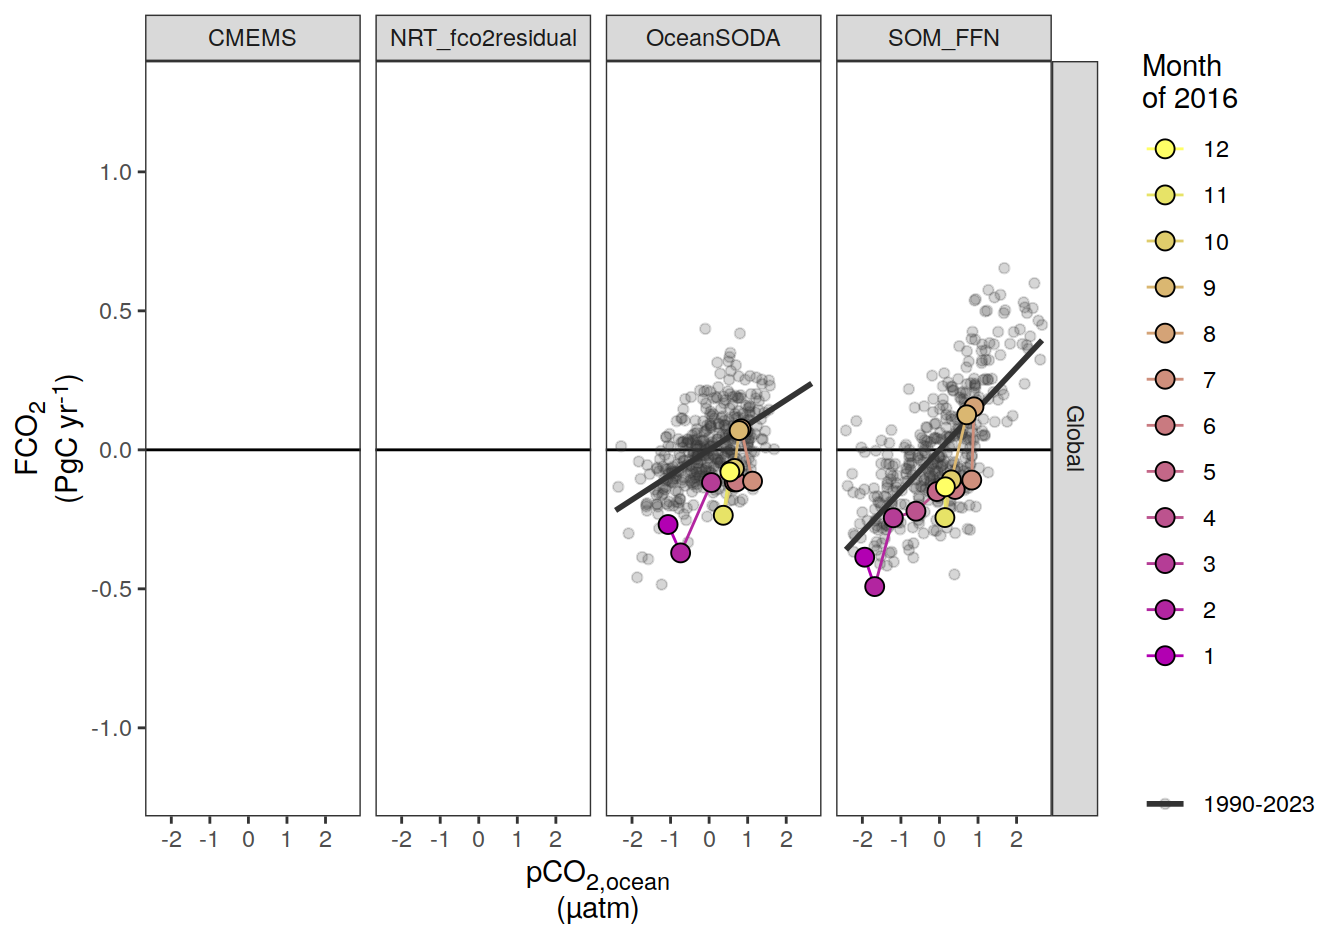 CMEMS NRT_fco2residual OceanSODA SOM_FFN
Month
of 2016
12
11
10
9
8
7
6
5
4
3
2
1
1990-2023
FCO2
(PgC yr-1)
1.0
0.5
0.0
-0.5
-1.0
Global
-2 -1 0 1 2 -2 -1 0 1 2 -2 -1 0 1 2 -2 -1 0 1 2
pCO2,ocean
(µatm)